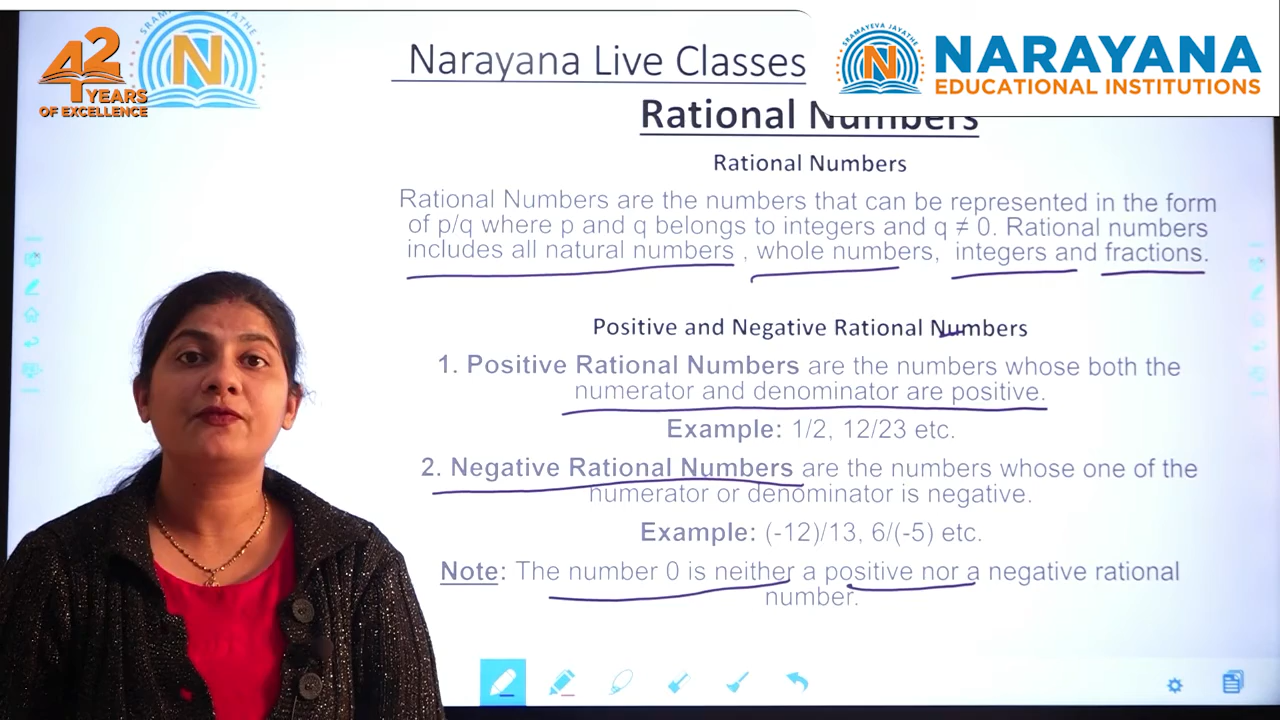 42
YEARS
OF EXCELLENCE
SRAMAYEVA JAYATHE
N
Narayana Live Classes
SRAMAYEVA JAYATHE
N
NARAYANA
EDUCATIONAL INSTITUTIONS
Rational Numbers
Rational Numbers
Rational Numbers are the numbers that can be represented in the form
of p/q where p and q belongs to integers and q ≠ 0. Rational numbers
includes all natural numbers , whole numbers, integers and fractions.
Positive and Negative Rational Numbers
1. Positive Rational Numbers are the numbers whose both the
numerator and denominator are positive.
Example: 1/2, 12/23 etc.
2. Negative Rational Numbers are the numbers whose one of the
numerator or denominator is negative.
Example: (-12)/13, 6/(-5) etc.
Note: The number 0 is neither a positive nor a negative rational
number.